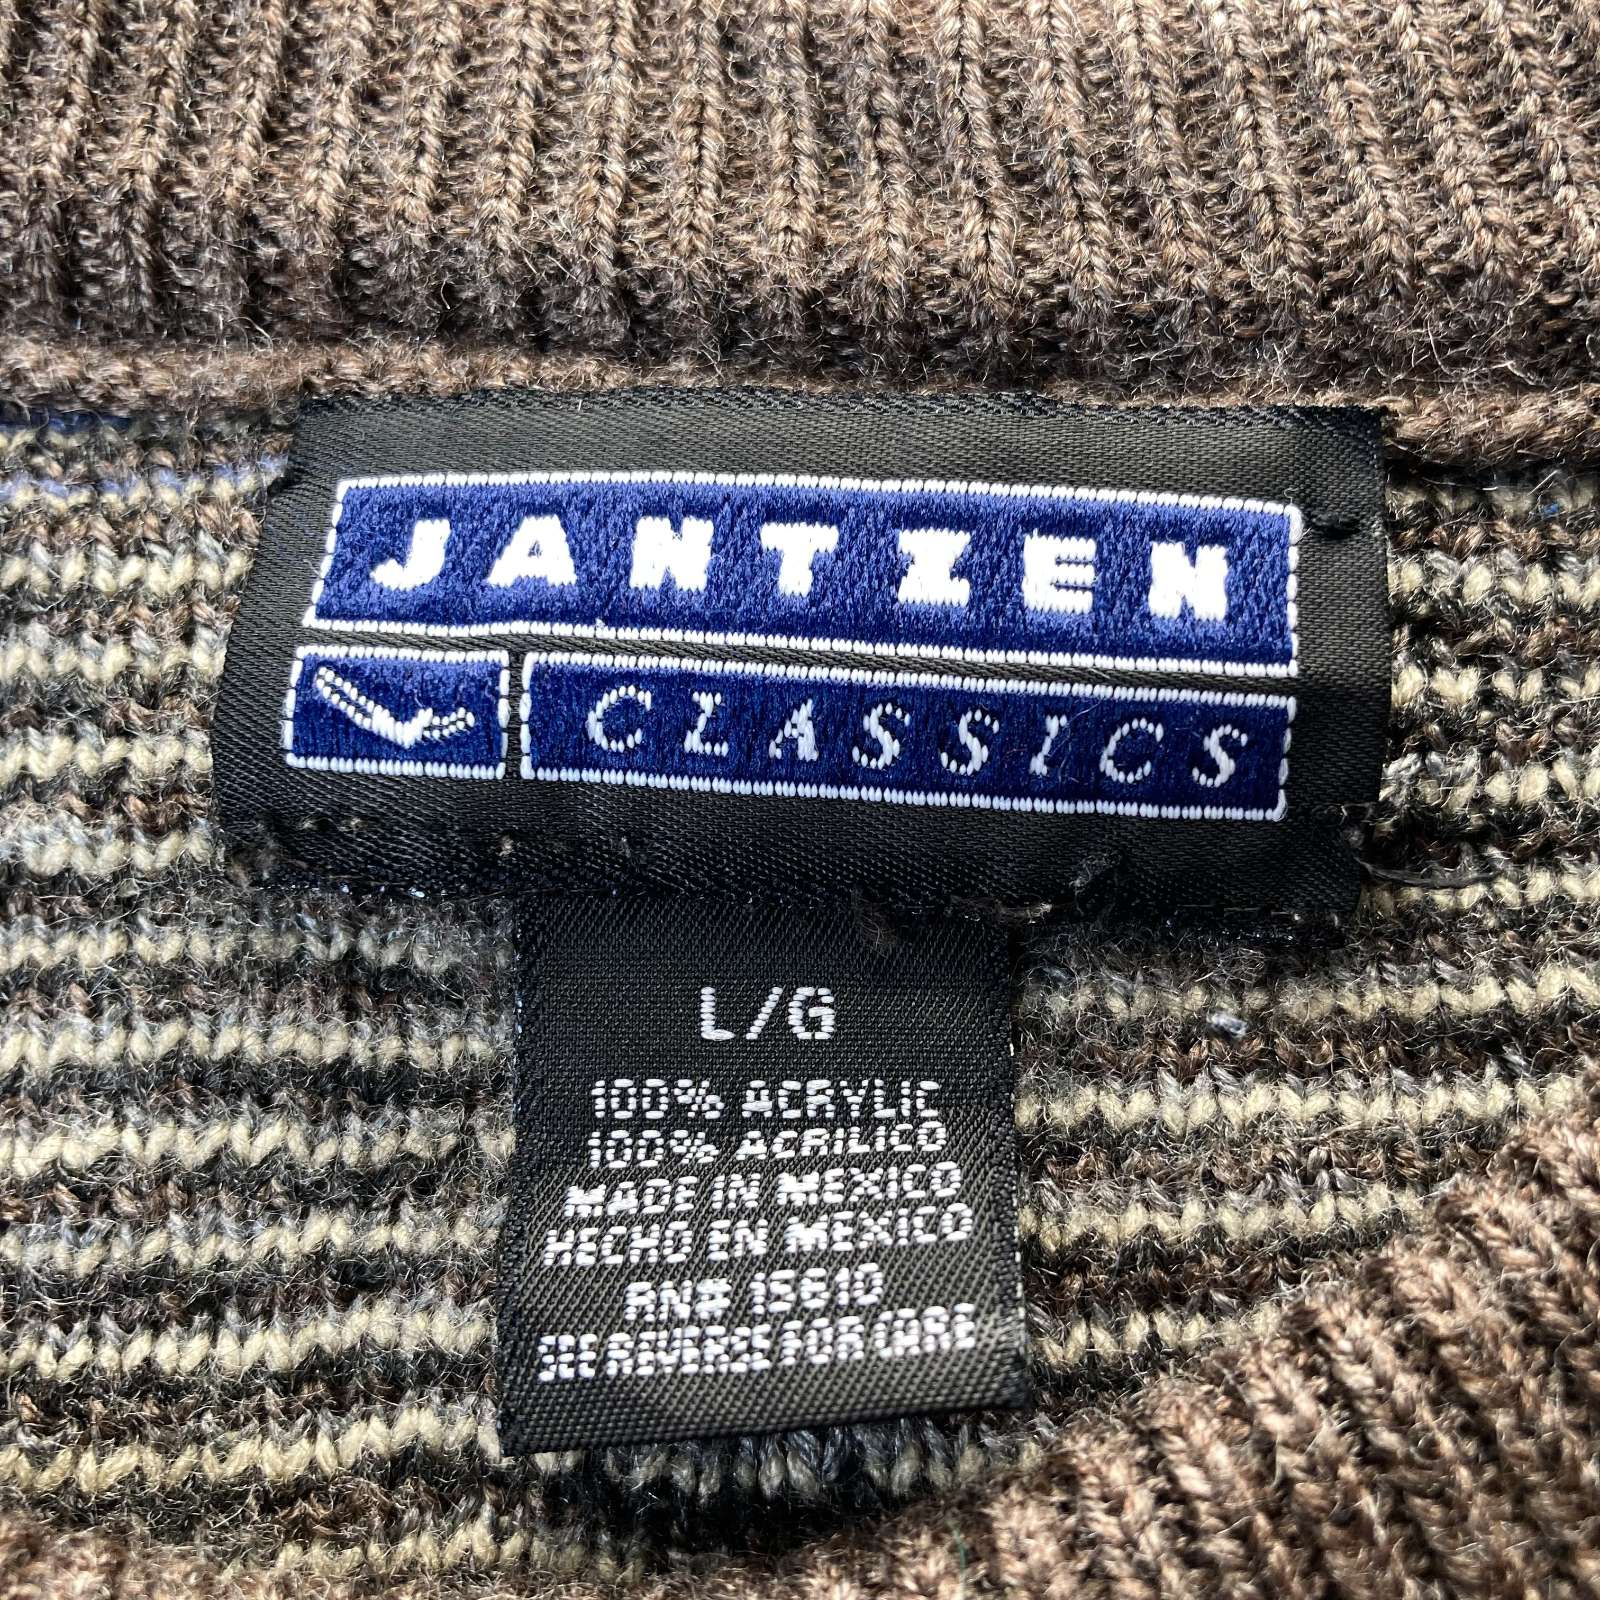 JANTZEN
CLASSICS
L/G
100% ACRYLIC
100% ACRILICO
MADE IN MEXICO
HECHO EN MEXICO
RN# 15610
SEE REVERSE FOR CARE